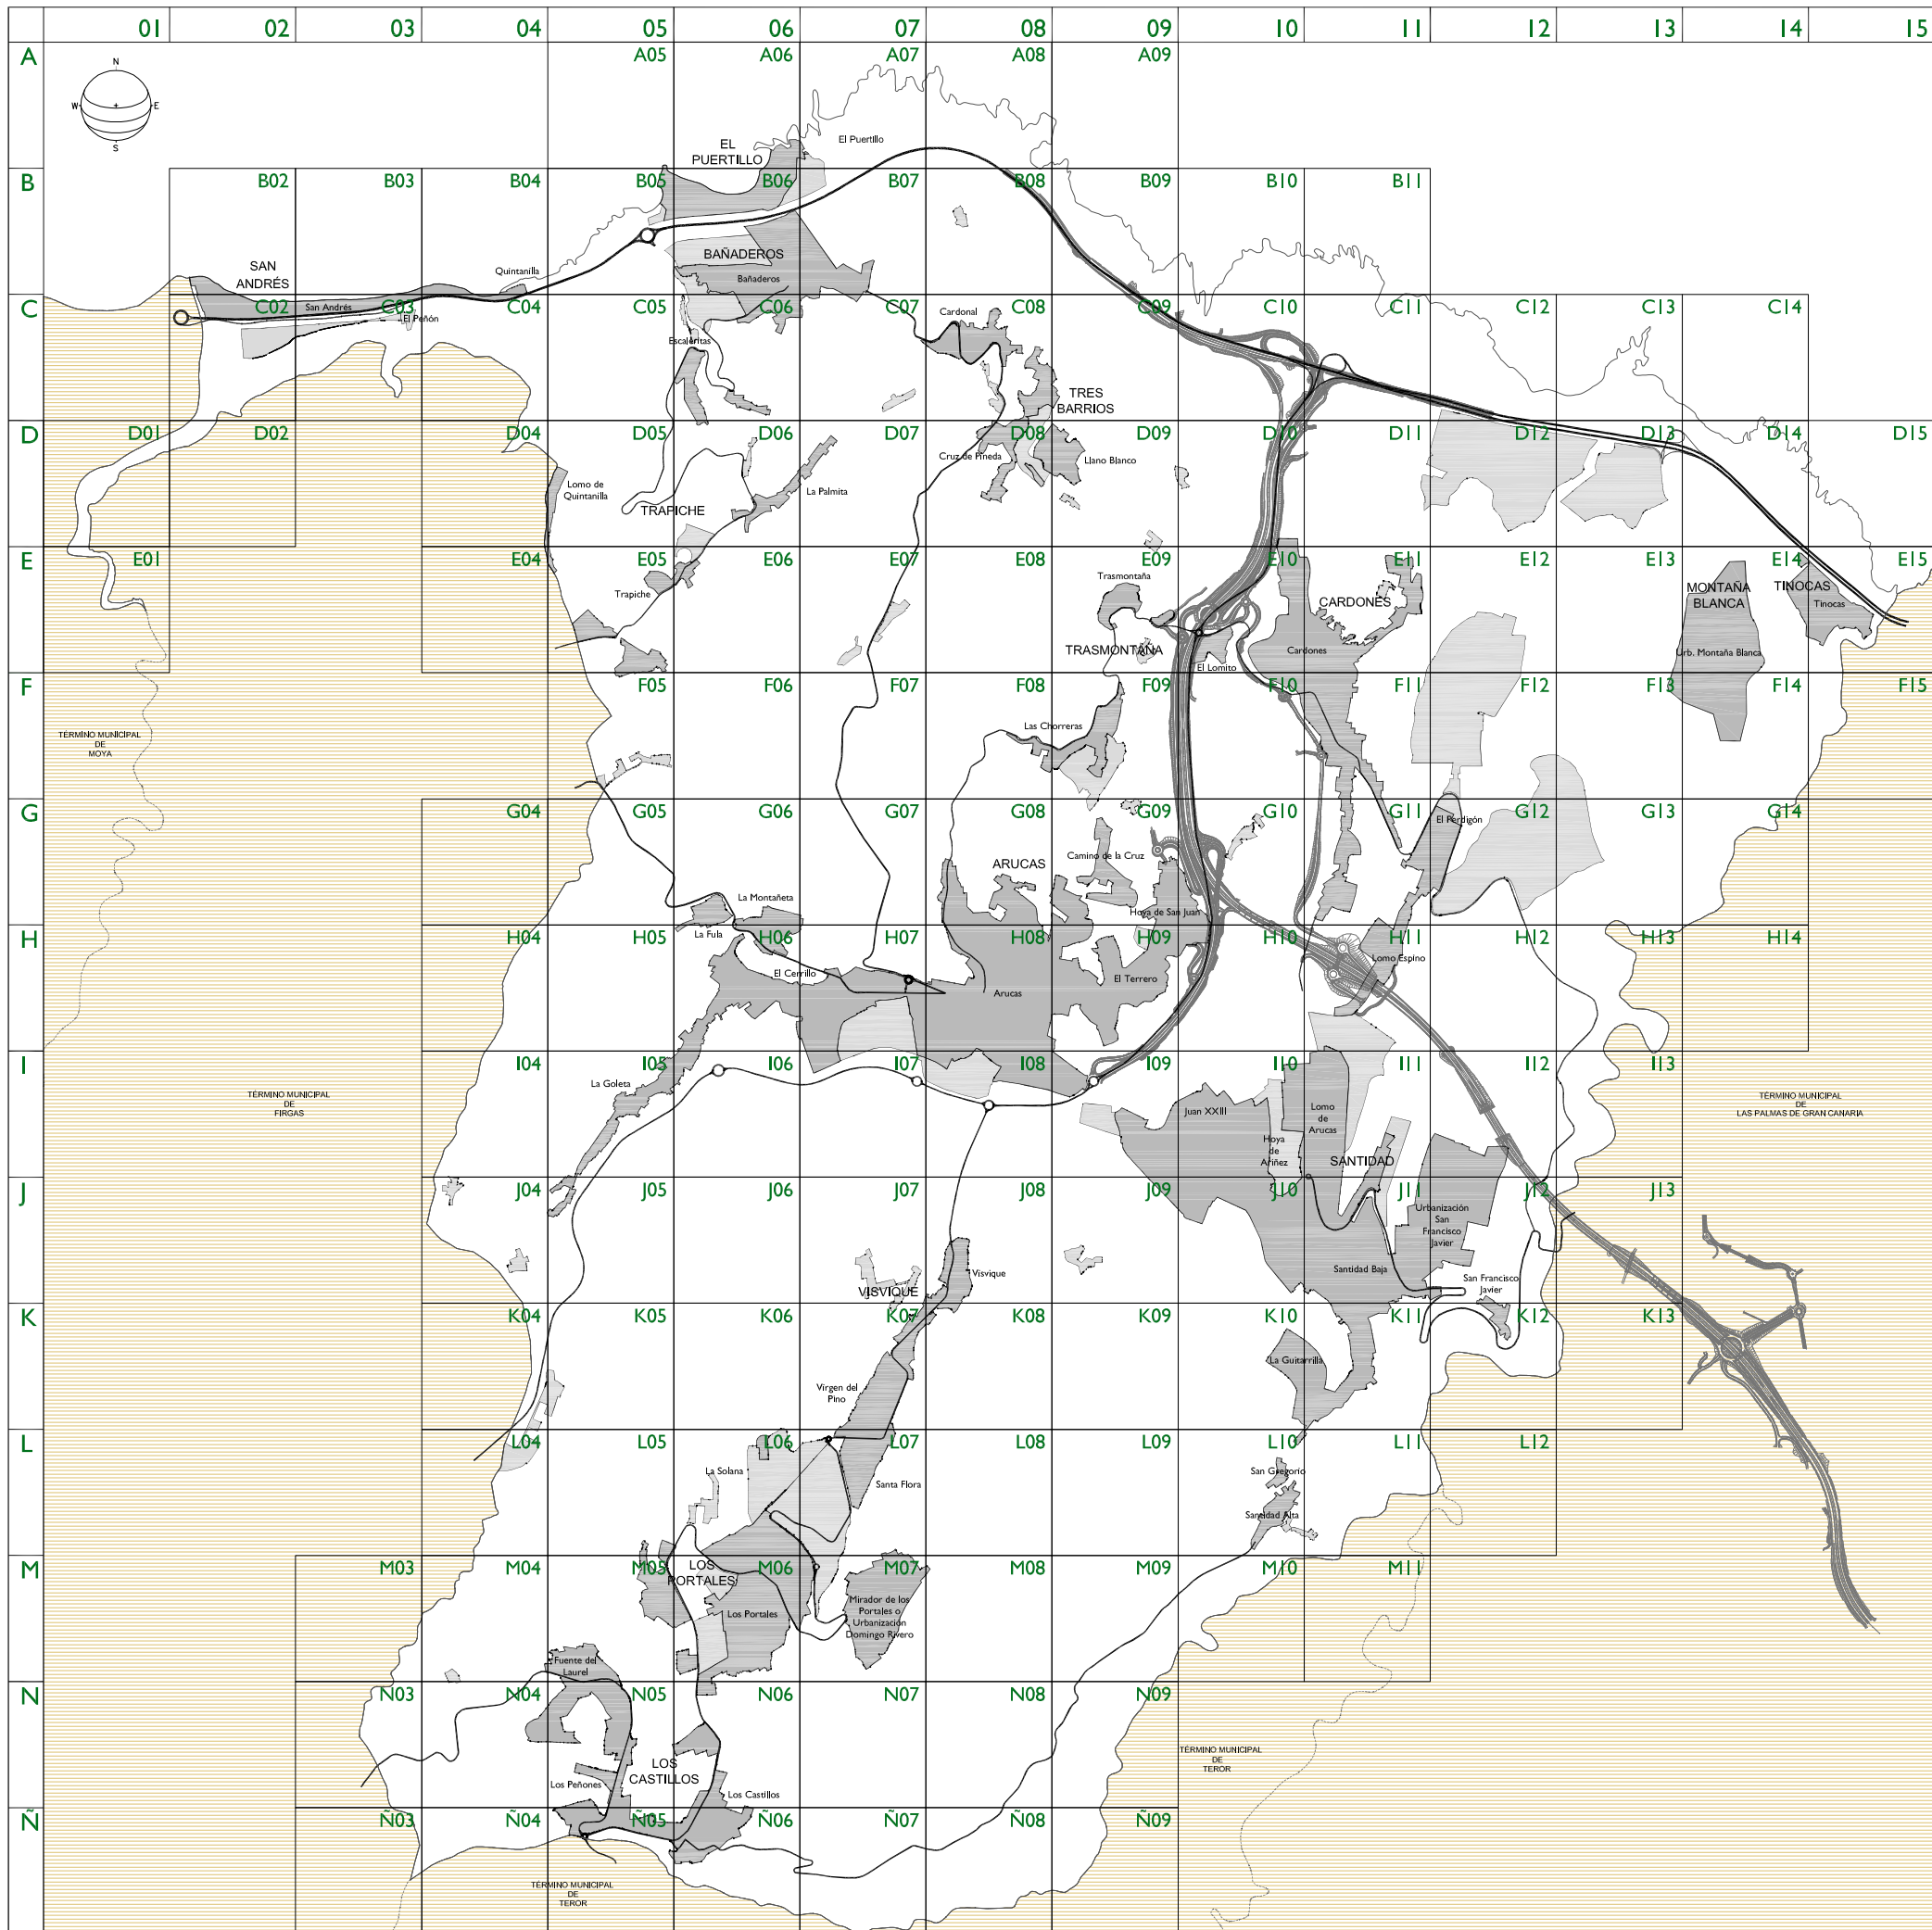 01 02 03 04 05 06 07 08 09 10 11 12 13 14 15
A A05 A06 A07 A08 A09
N
W E
S
El Puertillo
EL
PUERTILLO
B B02 B03 B04 B05 B06 B07 B08 B09 B10 B11
SAN
ANDRÉS
Quintanilla
BAÑADEROS
Bañaderos
C C02 C03 C04 C05 C06 C07 C08 C09 C10 C11 C12 C13 C14
San Andrés
El Peñón
Cardonal
Escaleritas
TRES
BARRIOS
D D01 D02 D04 D05 D06 D07 D08 D09 D10 D11 D12 D13 D14 D15
Cruz de Pineda
Llano Blanco
Lomo de
Quintanilla
La Palmita
TRAPICHE
E01 E04 E05 E06 E07 E08 E09 E10 E11 E12 E13 E14 E15
E
Trasmontaña
Trapiche
CARDONES
MONTAÑA
BLANCA
TINOCAS
Tinocas
TRASMONTAÑA
Cardones
Urb. Montaña Blanca
El Lomito
F F05 F06 F07 F08 F09 F10 F11 F12 F13 F14 F15
Las Chorreras
TÉRMINO MUNICIPAL
DE
MOYA
G G04 G05 G06 G07 G08 G09 G10 G11 G12 G13 G14
El Perdigón
Camino de la Cruz
ARUCAS
La Montañeta
Hoya de San Juan
La Fula
H H04 H05 H06 H07 H08 H09 H10 H11 H12 H13 H14
Lomo Espino
El Cerrillo
El Terrero
Arucas
I I04 I05 I06 I07 I08 I09 I10 I11 I12 I13
La Goleta
TÉRMINO MUNICIPAL
DE
FIRGAS
TÉRMINO MUNICIPAL
DE
LAS PALMAS DE GRAN CANARIA
Juan XXIII
Lomo
de
Arucas
Hoya
de
Ariñez
SANTIDAD
J J04 J05 J06 J07 J08 J09 J10 J11 J12 J13
Urbanización
San
Francisco
Javier
Santidad Baja
Visvique
San Francisco
Javier
VISVIQUE
K K04 K05 K06 K07 K08 K09 K10 K11 K12 K13
La Guitarrilla
Virgen del
Pino
L L04 L05 L06 L07 L08 L09 L10 L11 L12
La Solana
Santa Flora
San Gregorio
Santidad Alta
M M03 M04 M05 M06 M07 M08 M09 M10 M11
LOS
PORTALES
Los Portales
Mirador de los
Portales o
Urbanización
Domingo Rivero
Fuente del
Laurel
N N03 N04 N05 N06 N07 N08 N09
TÉRMINO MUNICIPAL
DE
TEROR
LOS
CASTILLOS
Los Peñones
Los Castillos
Ñ Ñ03 Ñ04 Ñ05 Ñ06 Ñ07 Ñ08 Ñ09
TÉRMINO MUNICIPAL
DE
TEROR